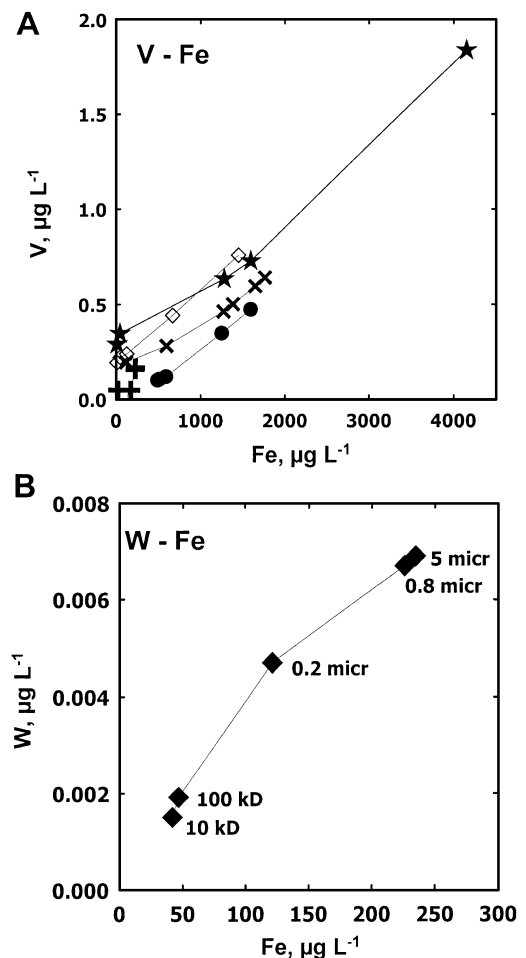 A
V - Fe
2.0
1.5
1.0
0.5
0.0
V, µg L⁻¹
0 1000 2000 3000 4000
Fe, µg L⁻¹
B
W - Fe
0.008
0.006
0.004
0.002
0.000
W, µg L⁻¹
5 micr
0.8 micr
0.2 micr
100 kD
10 kD
0 50 100 150 200 250 300
Fe, µg L⁻¹